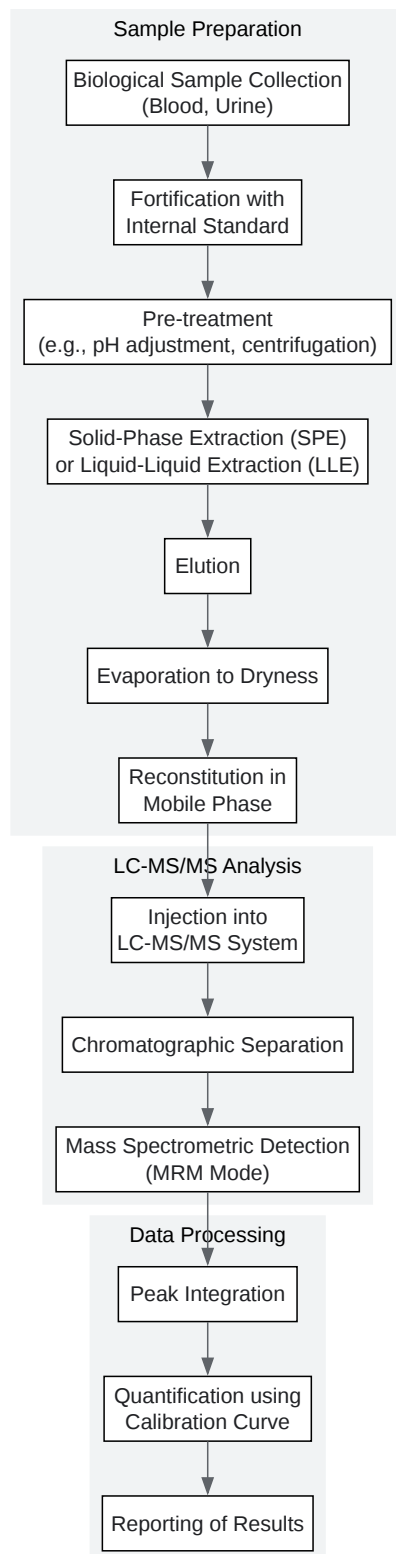 Sample Preparation
Biological Sample Collection
(Blood, Urine)
Fortification with
Internal Standard
Pre-treatment
(e.g., pH adjustment, centrifugation)
Solid-Phase Extraction (SPE)
or Liquid-Liquid Extraction (LLE)
Elution
Evaporation to Dryness
Reconstitution in
Mobile Phase
LC-MS/MS Analysis
Injection into
LC-MS/MS System
Chromatographic Separation
Mass Spectrometric Detection
(MRM Mode)
Data Processing
Peak Integration
Quantification using
Calibration Curve
Reporting of Results